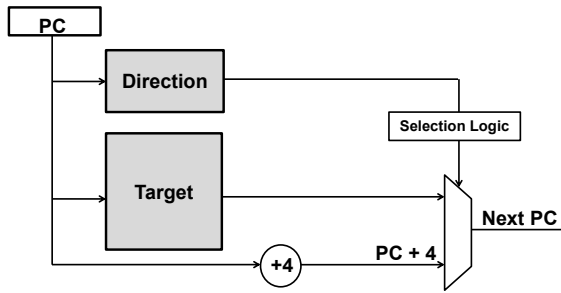 PC
Direction
Selection Logic
Target
Next PC
PC + 4
+4